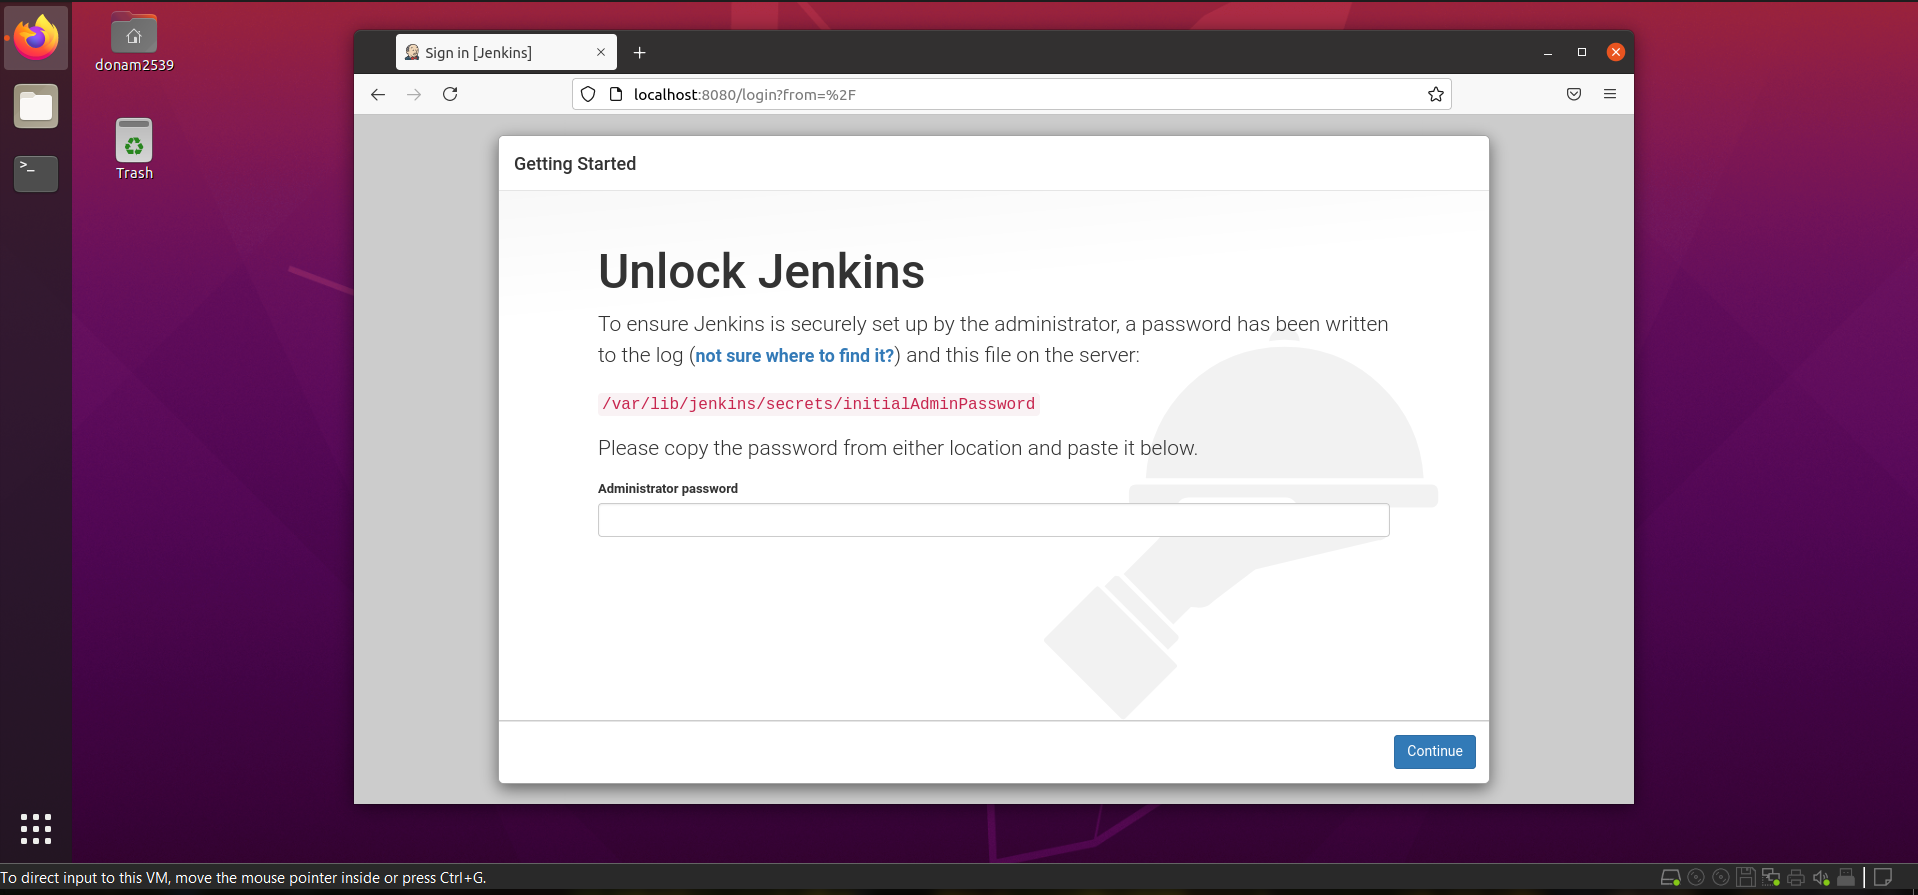 donam2539
Trash
Sign in [Jenkins]
localhost:8080/login?from=%2F
Getting Started
Unlock Jenkins
To ensure Jenkins is securely set up by the administrator, a password has been written
to the log (not sure where to find it?) and this file on the server:
/var/lib/jenkins/secrets/initialAdminPassword
Please copy the password from either location and paste it below.
Administrator password
Continue
To direct input to this VM, move the mouse pointer inside or press Ctrl+G.